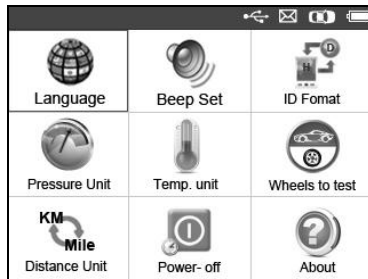 Language
Beep Set
ID Fomat
D
H
Pressure Unit
Temp. unit
Wheels to test
KM
Mile
Distance Unit
Power- off
About